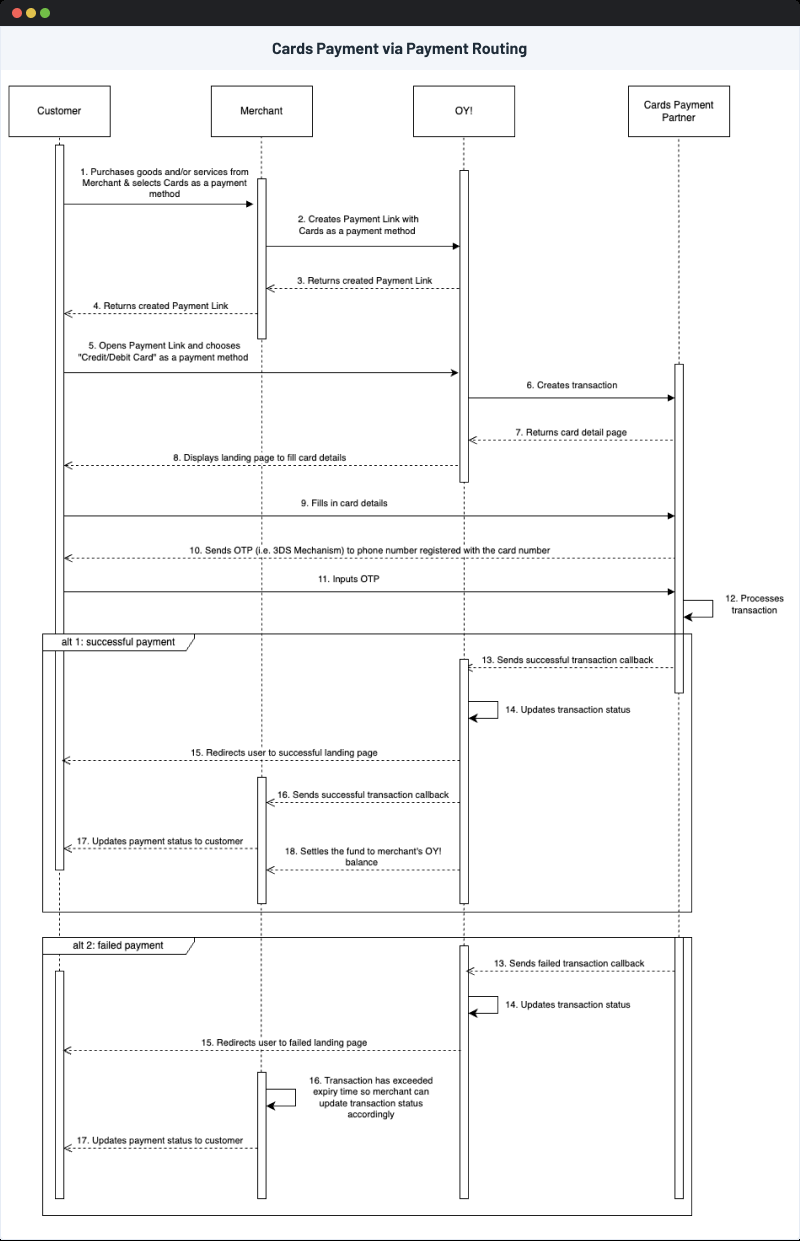 Cards Payment via Payment Routing
Customer
Merchant
OY!
Cards Payment
Partner
1. Purchases goods and/or services from
Merchant & selects Cards as a payment
method
2. Creates Payment Link with
Cards as a payment method
3. Returns created Payment Link
4. Returns created Payment Link
5. Opens Payment Link and chooses
"Credit/Debit Card" as a payment method
6. Creates transaction
7. Returns card detail page
8. Displays landing page to fill card details
9. Fills in card details
10. Sends OTP (i.e. 3DS Mechanism) to phone number registered with the card number
11. Inputs OTP
12. Processes
transaction
alt 1: successful payment
13. Sends successful transaction callback
14. Updates transaction status
15. Redirects user to successful landing page
16. Sends successful transaction callback
17. Updates payment status to customer
18. Settles the fund to merchant's OY!
balance
alt 2: failed payment
13. Sends failed transaction callback
14. Updates transaction status
15. Redirects user to failed landing page
16. Transaction has exceeded
expiry time so merchant can
update transaction status
accordingly
17. Updates payment status to customer